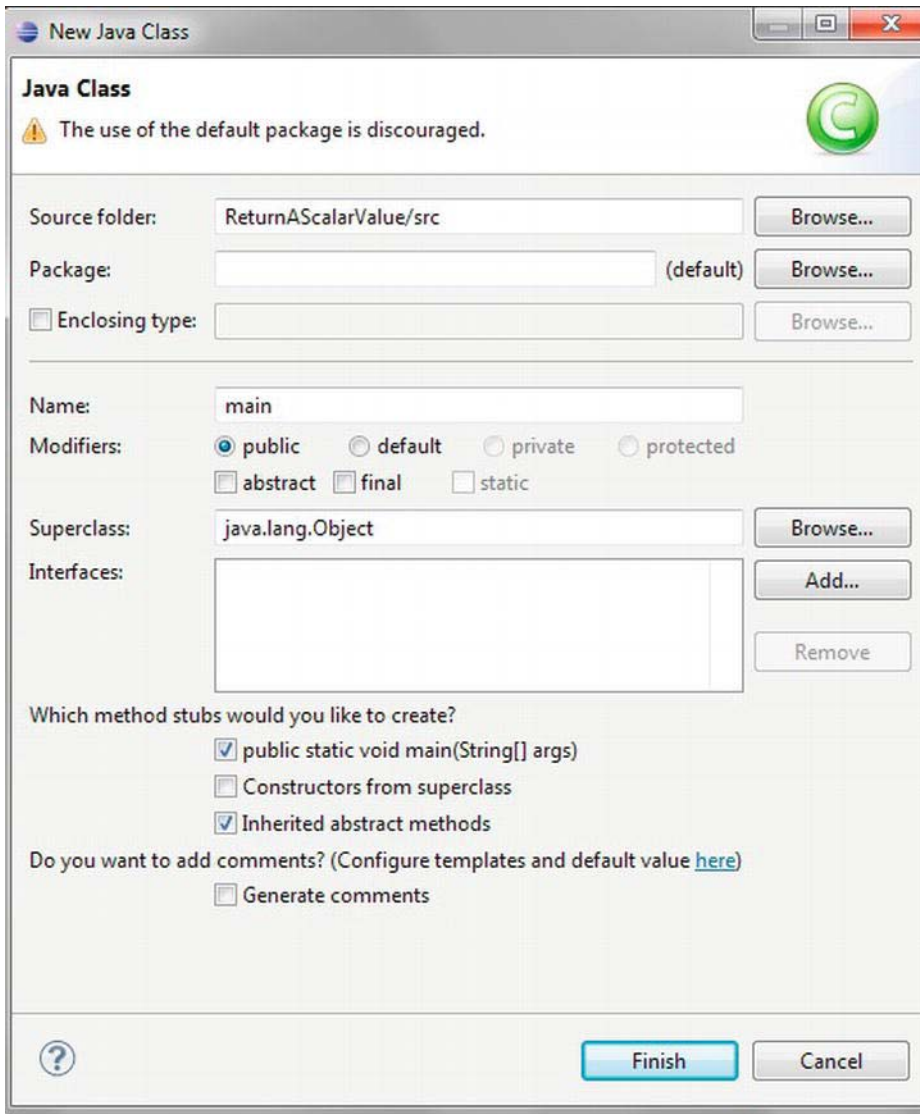 New Java Class
Java Class
The use of the default package is discouraged.
C
Source folder: ReturnAScalarValue/src Browse...
Package: (default) Browse...
Enclosing type: Browse...
Name: main
Modifiers: public default private protected
abstract final static
Superclass: java.lang.Object Browse...
Interfaces: Add...
Remove
Which method stubs would you like to create?
public static void main(String[] args)
Constructors from superclass
Inherited abstract methods
Do you want to add comments? (Configure templates and default value here)
Generate comments
? Finish Cancel